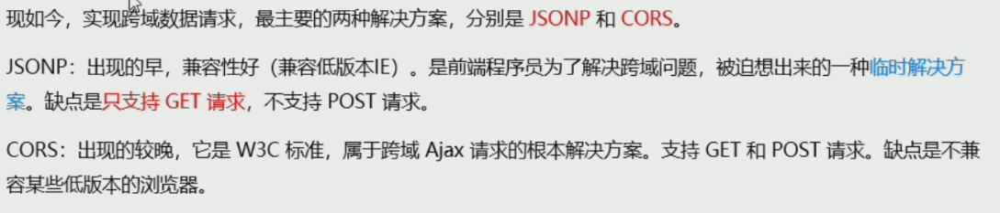 现如今，实现跨域数据请求，最主要的两种解决方案，分别是 JSONP 和 CORS。
JSONP：出现的早，兼容性好（兼容低版本IE）。是前端程序员为了解决跨域问题，被迫想出来的一种临时解决方
案。缺点是只支持 GET 请求，不支持 POST 请求。
CORS：出现的较晚，它是 W3C 标准，属于跨域 Ajax 请求的根本解决方案。支持 GET 和 POST 请求。缺点是不兼
容某些低版本的浏览器。